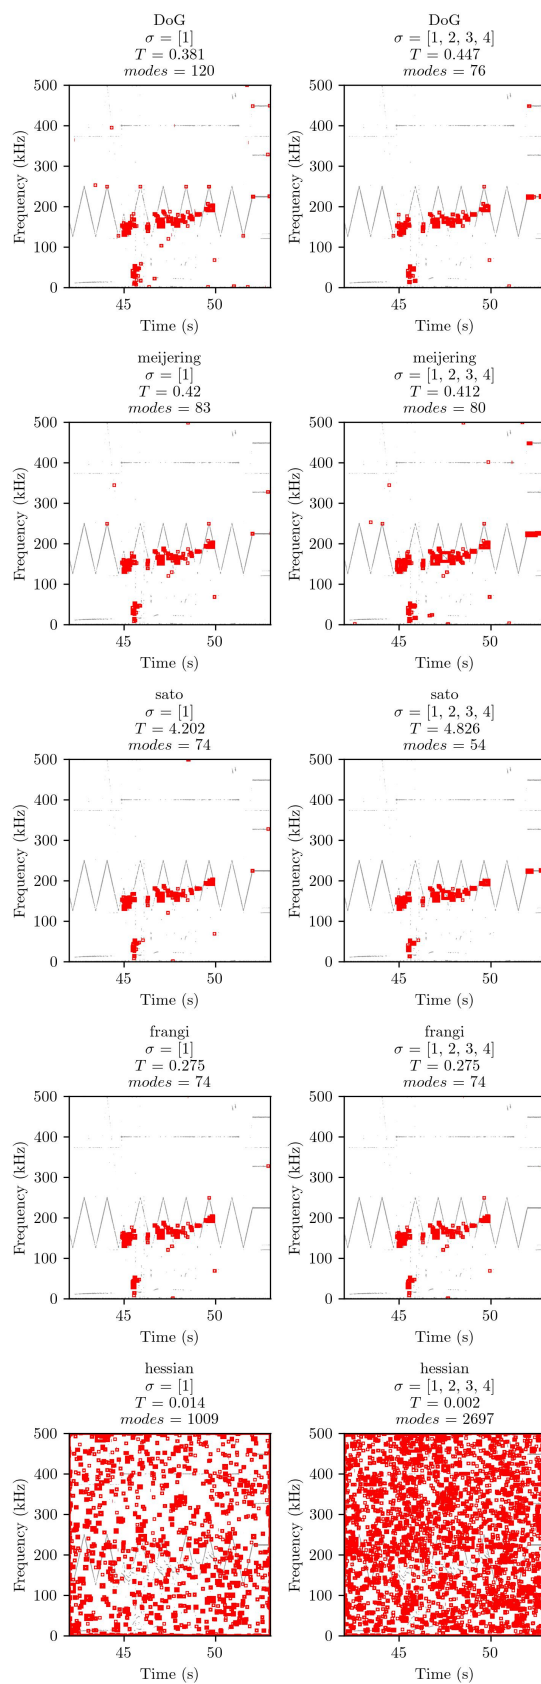 DoG
σ = [1]
T = 0.381
modes = 120
500
400
300
200
100
0
Frequency (kHz)
45
50
Time (s)
DoG
σ = [1, 2, 3, 4]
T = 0.447
modes = 76
500
400
300
200
100
0
Frequency (kHz)
45
50
Time (s)
meijering
σ = [1]
T = 0.42
modes = 83
500
400
300
200
100
0
Frequency (kHz)
45
50
Time (s)
meijering
σ = [1, 2, 3, 4]
T = 0.412
modes = 80
500
400
300
200
100
0
Frequency (kHz)
45
50
Time (s)
sato
σ = [1]
T = 4.202
modes = 74
500
400
300
200
100
0
Frequency (kHz)
45
50
Time (s)
sato
σ = [1, 2, 3, 4]
T = 4.826
modes = 54
500
400
300
200
100
0
Frequency (kHz)
45
50
Time (s)
frangi
σ = [1]
T = 0.275
modes = 74
500
400
300
200
100
0
Frequency (kHz)
45
50
Time (s)
frangi
σ = [1, 2, 3, 4]
T = 0.275
modes = 74
500
400
300
200
100
0
Frequency (kHz)
45
50
Time (s)
hessian
σ = [1]
T = 0.014
modes = 1009
500
400
300
200
100
0
Frequency (kHz)
45
50
Time (s)
hessian
σ = [1, 2, 3, 4]
T = 0.002
modes = 2697
500
400
300
200
100
0
Frequency (kHz)
45
50
Time (s)